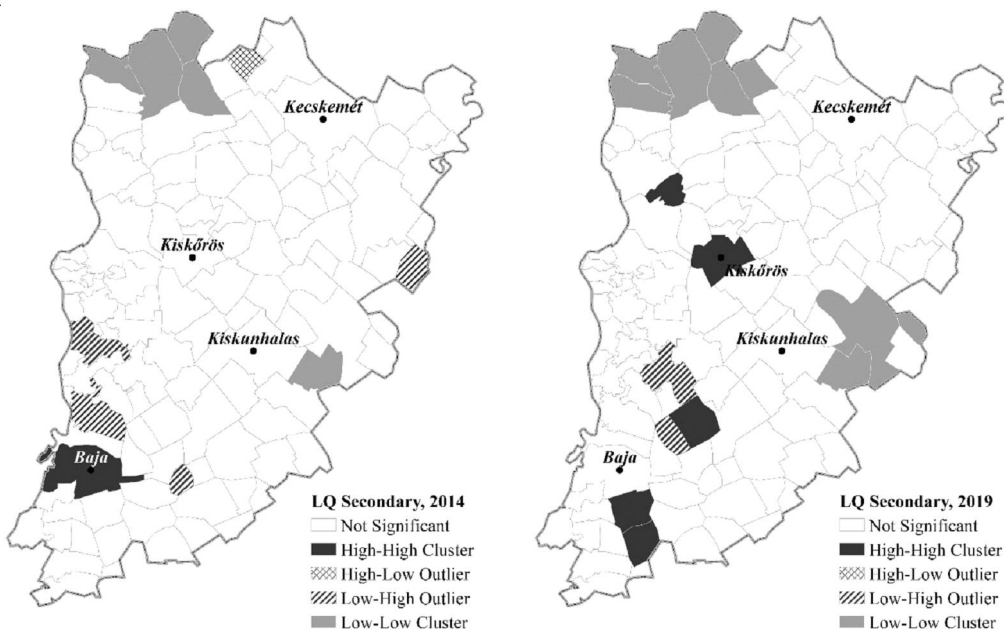 Kecskemét
Kiskőrös
Kiskunhalas
Baja
LQ Secondary, 2014
Not Significant
High-High Cluster
High-Low Outlier
Low-High Outlier
Low-Low Cluster
Kecskemét
Kiskőrös
Kiskunhalas
Baja
LQ Secondary, 2019
Not Significant
High-High Cluster
High-Low Outlier
Low-High Outlier
Low-Low Cluster